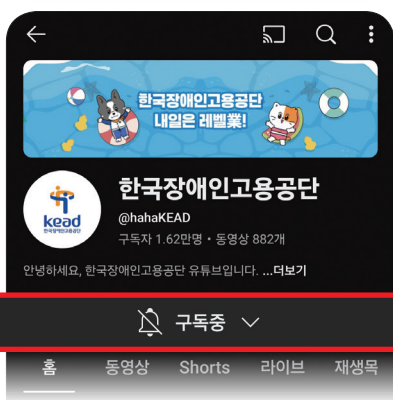 한국장애인고용공단
내일은 레벨業!
kead
한국장애인고용공단
한국장애인고용공단
@hahaKEAD
구독자 1.62만명 • 동영상 882개
안녕하세요, 한국장애인고용공단 유튜브입니다. ...더보기
구독중
홈 동영상 Shorts 라이브 재생목